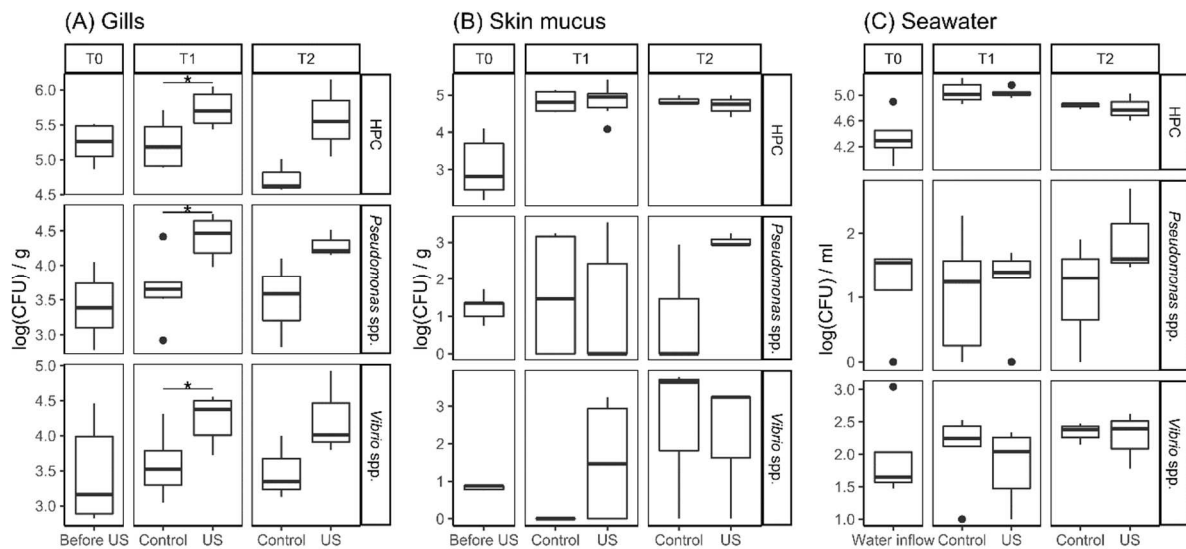 (A) Gills
(B) Skin mucus
(C) Seawater
T0 T1 T2
T0 T1 T2
T0 T1 T2
log(CFU) / g
6.0
5.5
5.0
4.5
*
HPC
4.5
4.0
3.5
3.0
*
Pseudomonas spp.
5.0
4.5
4.0
3.5
3.0
*
Vibrio spp.
Before US Control US Control US
log(CFU) / g
5
4
3
HPC
3
2
1
0
Pseudomonas spp.
3
2
1
0
Vibrio spp.
Before US Control US Control US
log(CFU) / ml
5.0
4.6
4.2
HPC
2
1
0
Pseudomonas spp.
3.0
2.5
2.0
1.5
1.0
Vibrio spp.
Water inflow Control US Control US